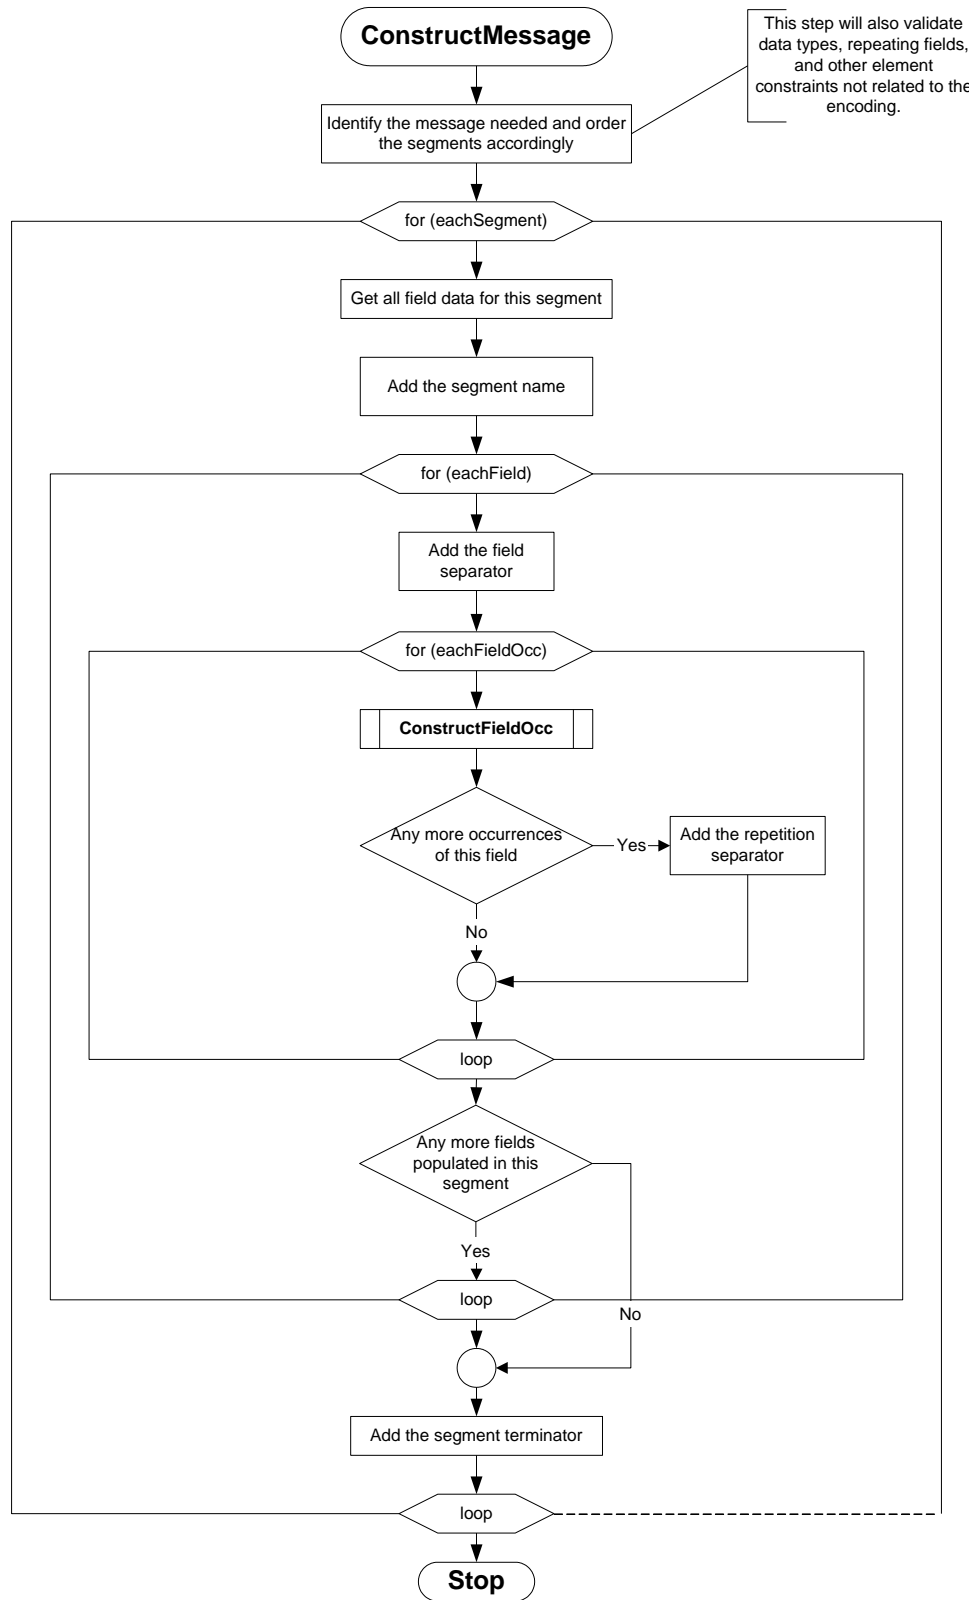 ConstructMessage
This step will also validate
data types, repeating fields,
and other element
constraints not related to the
encoding.
Identify the message needed and order
the segments accordingly
for (eachSegment)
Get all field data for this segment
Add the segment name
for (eachField)
Add the field
separator
for (eachFieldOcc)
ConstructFieldOcc
Any more occurrences
of this field
Yes
Add the repetition
separator
No
loop
Any more fields
populated in this
segment
Yes
loop
No
Add the segment terminator
loop
Stop